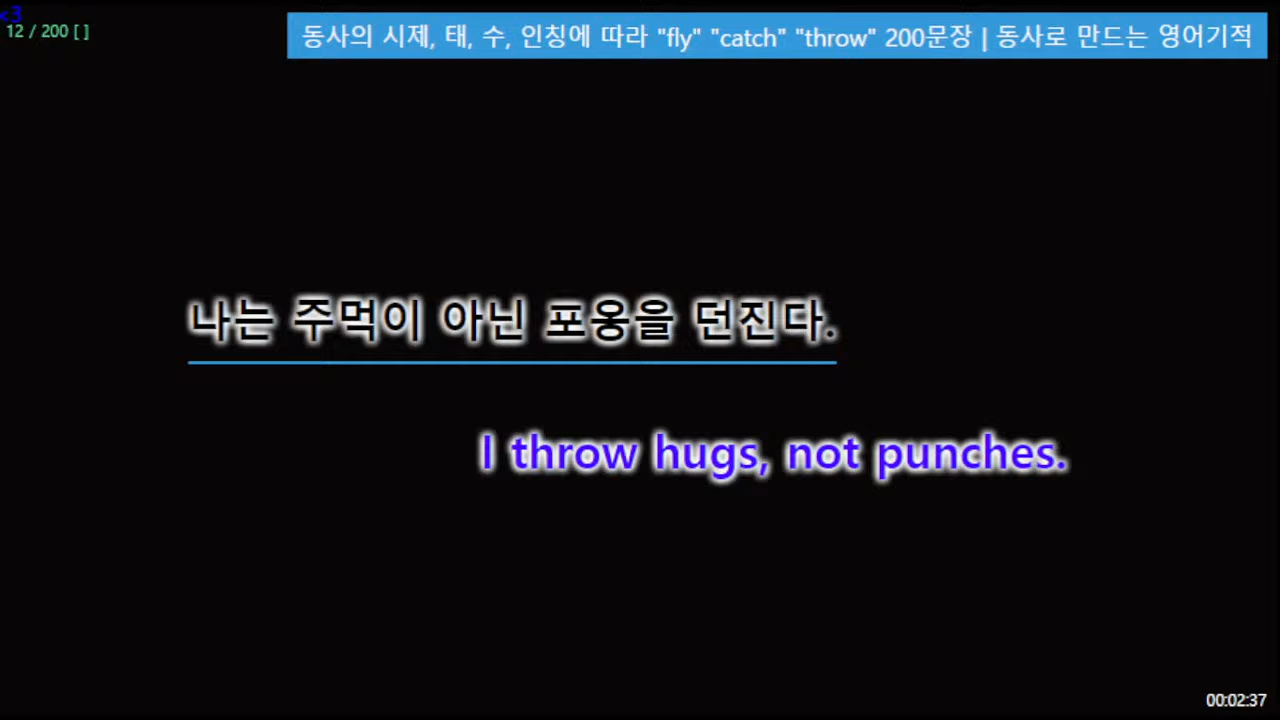 <3
12 / 200 [ ]
동사의 시제, 태, 수, 인칭에 따라 "fly" "catch" "throw" 200문장 | 동사로 만드는 영어기적
나는 주먹이 아닌 포옹을 던진다.
I throw hugs, not punches.
00:02:37